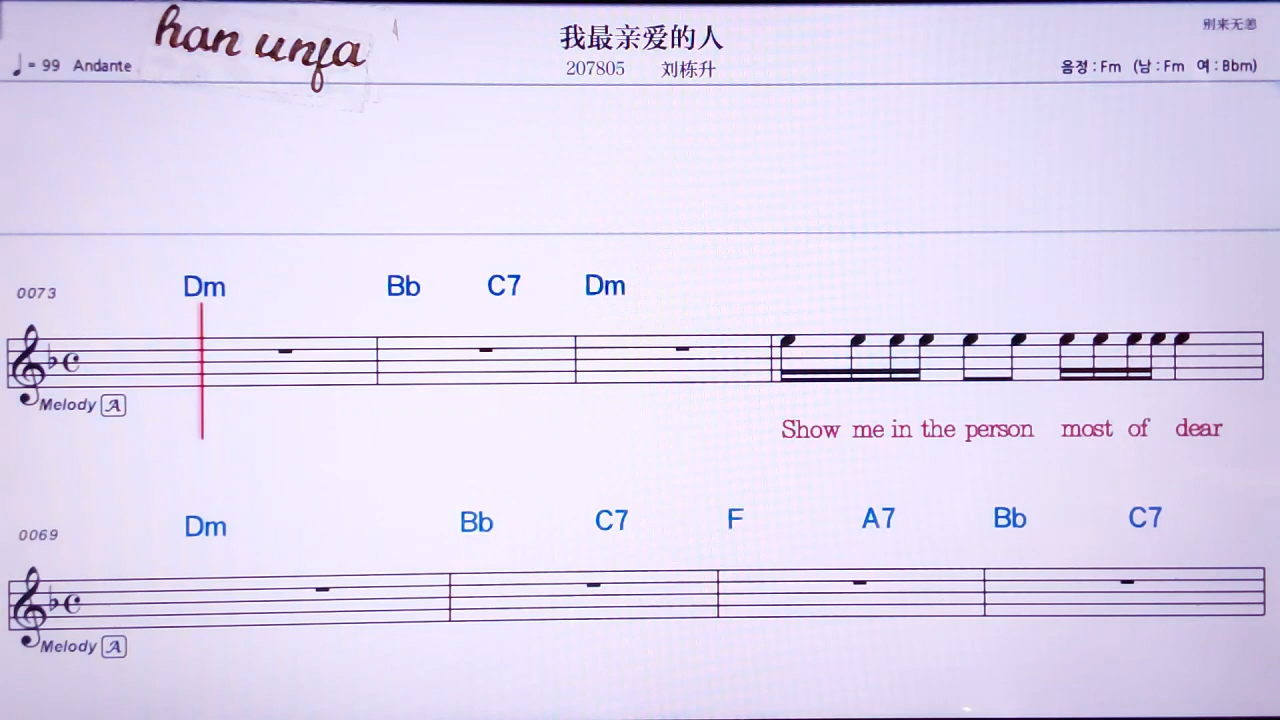 han unfa
我最亲爱的人
别来无恙
♩ = 99 Andante
207805 刘栋升
음정 : Fm (남 : Fm 여 : Bbm)
0073 Dm Bb C7 Dm
Melody A
Show me in the person most of dear
0069 Dm Bb C7 F A7 Bb C7
Melody A